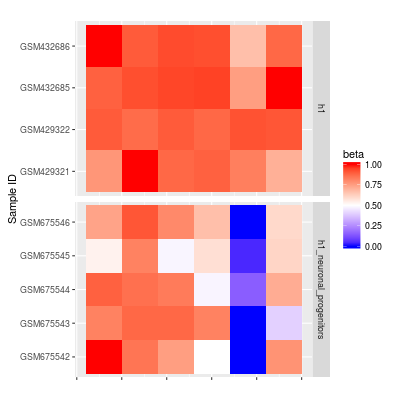 Sample ID
GSM432686
GSM432685
GSM429322
GSM429321
h1
GSM675546
GSM675545
GSM675544
GSM675543
GSM675542
h1_neuronal_progenitors
beta
1.00
0.75
0.50
0.25
0.00